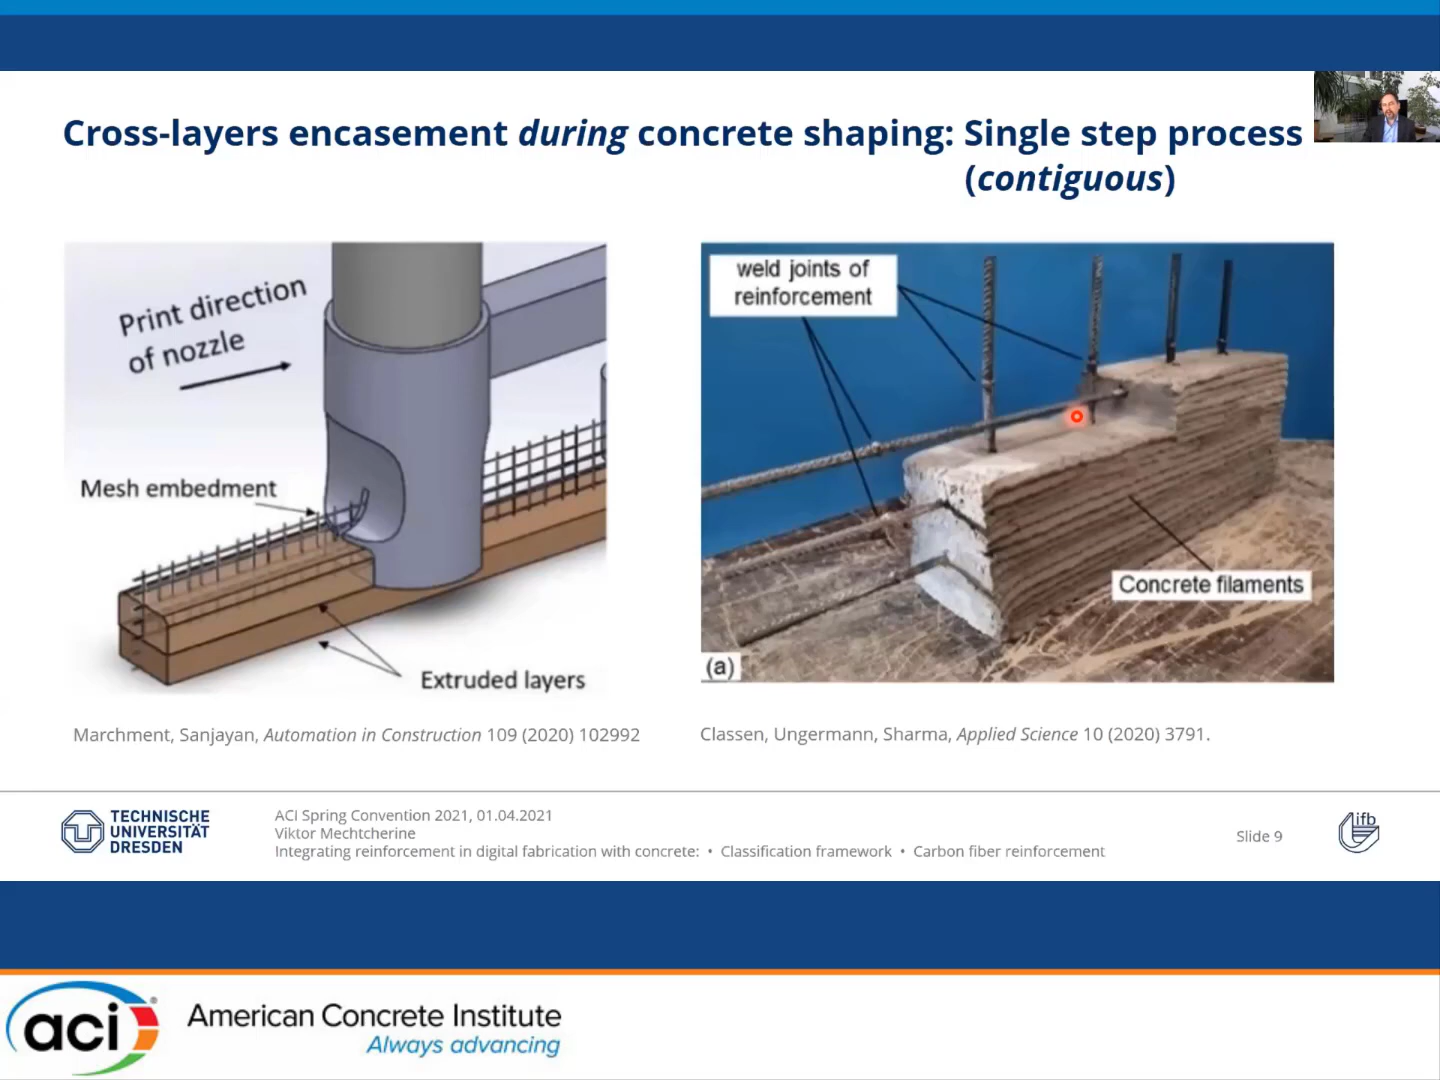 Cross-layers encasement during concrete shaping: Single step process
(contiguous)
Print direction
of nozzle
Mesh embedment
Extruded layers
weld joints of
reinforcement
Concrete filaments
(a)
Marchment, Sanjayan, Automation in Construction 109 (2020) 102992
Classen, Ungermann, Sharma, Applied Science 10 (2020) 3791.
TECHNISCHE
UNIVERSITÄT
DRESDEN
ACI Spring Convention 2021, 01.04.2021
Viktor Mechtcherine
Integrating reinforcement in digital fabrication with concrete: • Classification framework • Carbon fiber reinforcement
Slide 9
ifb
aci®
American Concrete Institute
Always advancing